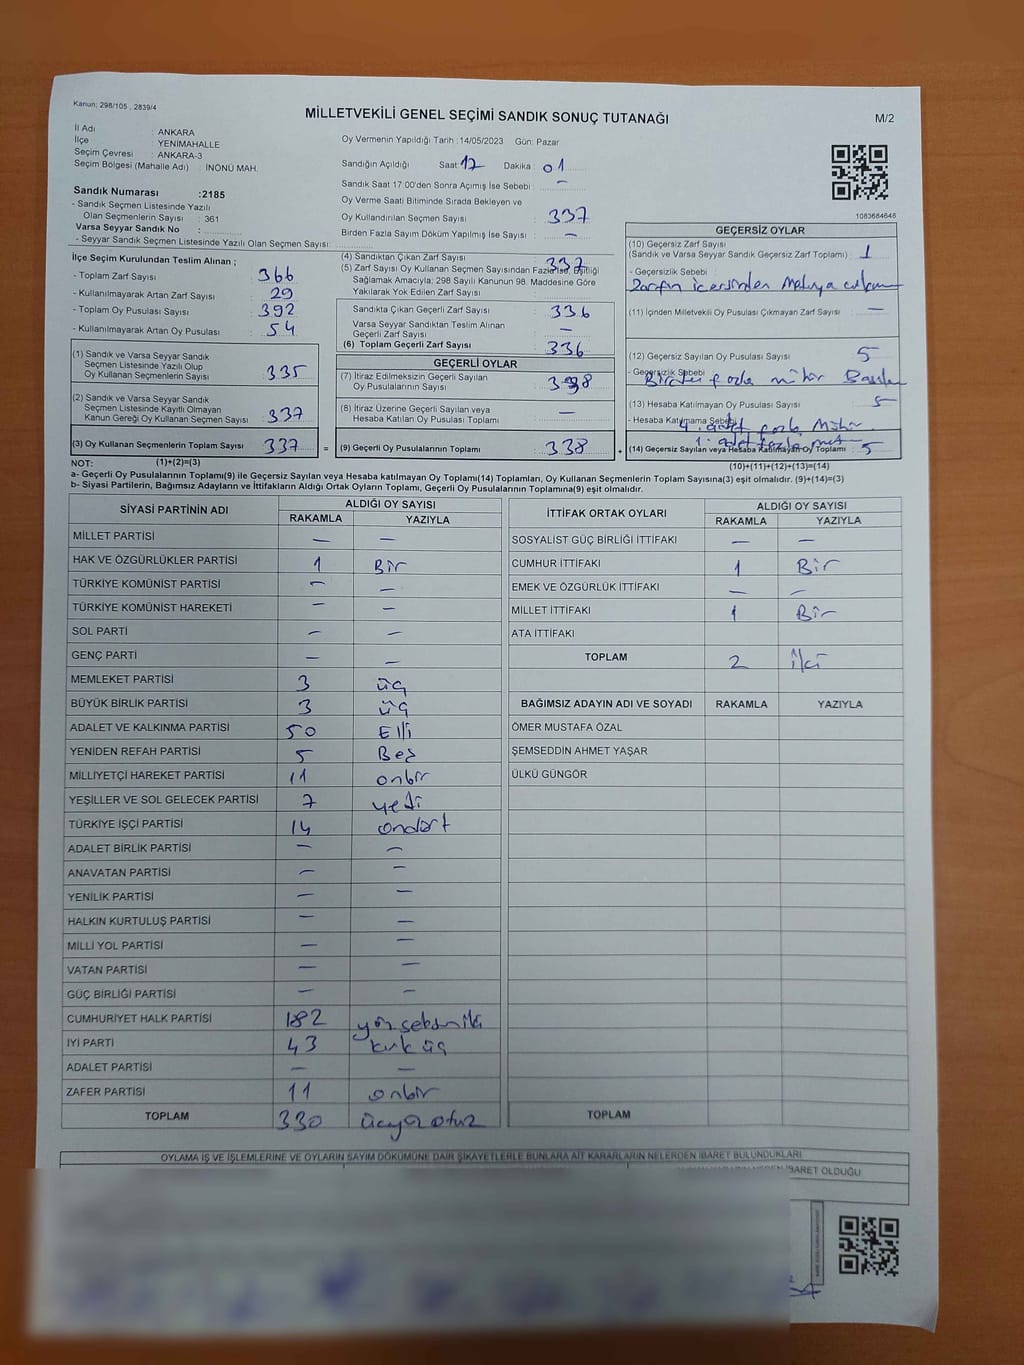 Kanun: 298/105 , 2839/4
MİLLETVEKİLİ GENEL SEÇİMİ SANDIK SONUÇ TUTANAĞI
M/2
İl Adı : ANKARA
İlçe : YENİMAHALLE
Seçim Çevresi : ANKARA-3
Seçim Bölgesi (Mahalle Adı) : İNÖNÜ MAH.
Sandık Numarası :2185
- Sandık Seçmen Listesinde Yazılı
Olan Seçmenlerin Sayısı : 361
Varsa Seyyar Sandık No :
- Seyyar Sandık Seçmen Listesinde Yazılı Olan Seçmen Sayısı:
Oy Vermenin Yapıldığı Tarih :14/05/2023 Gün: Pazar
Sandığın Açıldığı Saat: 17 Dakika : 01
Sandık Saat 17:00'den Sonra Açımış İse Sebebi : —
Oy Verme Saati Bitiminde Sırada Bekleyen ve
Oy Kullandırılan Seçmen Sayısı : 337
Birden Fazla Sayım Döküm Yapılmış İse Sayısı : —
1083684646
İlçe Seçim Kurulundan Teslim Alınan ;
- Toplam Zarf Sayısı : 366
- Kullanılmayarak Artan Zarf Sayısı : 29
- Toplam Oy Pusulası Sayısı : 392
- Kullanılmayarak Artan Oy Pusulası : 54
(1) Sandık ve Varsa Seyyar Sandık
Seçmen Listesinde Yazılı Olup
Oy Kullanan Seçmenlerin Sayısı : 335
(2) Sandık ve Varsa Seyyar Sandık
Seçmen Listesinde Kayıtlı Olmayan
Kanun Gereği Oy Kullanan Seçmen Sayısı : 337
(3) Oy Kullanan Seçmenlerin Toplam Sayısı : 337
(1)+(2)=(3)
(4) Sandıktan Çıkan Zarf Sayısı : 337
(5) Zarf Sayısı Oy Kullanan Seçmen Sayısından Fazla İse, Eşitliği
Sağlamak Amacıyla; 298 Sayılı Kanunun 98. Maddesine Göre
Yakılarak Yok Edilen Zarf Sayısı :
Sandıkta Çıkan Geçerli Zarf Sayısı : 336
Varsa Seyyar Sandıktan Teslim Alınan
Geçerli Zarf Sayısı : —
(6) Toplam Geçerli Zarf Sayısı : 336
GEÇERLİ OYLAR
(7) İtiraz Edilmeksizin Geçerli Sayılan
Oy Pusulalarının Sayısı : 338
(8) İtiraz Üzerine Geçerli Sayılan veya
Hesaba Katılan Oy Pusulası Toplamı : —
= (9) Geçerli Oy Pusulalarının Toplamı : 338 +
GEÇERSİZ OYLAR
(10) Geçersiz Zarf Sayısı
(Sandık ve Varsa Seyyar Sandık Geçersiz Zarf Toplamı) : 1
- Geçersizlik Sebebi :
Zarfın içersinden
(11) İçinden Milletvekili Oy Pusulası Çıkmayan Zarf Sayısı : —
(12) Geçersiz Sayılan Oy Pusulası Sayısı : 5
- Geçersizlik Sebebi :
Birden fazla mühür
(13) Hesaba Katılmayan Oy Pusulası Sayısı : 5
- Hesaba Katılmama Sebebi :
4. adet fazla Mühür
1. adet fazla
(14) Geçersiz Sayılan veya Hesaba Katılmayan Oy Toplamı : 5
(10)+(11)+(12)+(13)=(14)
NOT:
a- Geçerli Oy Pusulalarının Toplamı(9) ile Geçersiz Sayılan veya Hesaba katılmayan Oy Toplamı(14) Toplamları, Oy Kullanan Seçmenlerin Toplam Sayısına(3) eşit olmalıdır. (9)+(14)=(3)
b- Siyasi Partilerin, Bağımsız Adayların ve İttifakların Aldığı Ortak Oyların Toplamı, Geçerli Oy Pusulalarının Toplamına(9) eşit olmalıdır.
SİYASİ PARTİNİN ADI ALDIĞI OY SAYISI
RAKAMLA YAZIYLA
MİLLET PARTİSİ — —
HAK VE ÖZGÜRLÜKLER PARTİSİ 1 Bir
TÜRKİYE KOMÜNİST PARTİSİ — —
TÜRKİYE KOMÜNİST HAREKETİ — —
SOL PARTİ — —
GENÇ PARTİ — —
MEMLEKET PARTİSİ 3 üç
BÜYÜK BİRLİK PARTİSİ 3 üç
ADALET VE KALKINMA PARTİSİ 50 Elli
YENİDEN REFAH PARTİSİ 5 Beş
MİLLİYETÇİ HAREKET PARTİSİ 11 onbir
YEŞİLLER VE SOL GELECEK PARTİSİ 7 yedi
TÜRKİYE İŞÇİ PARTİSİ 14 ondört
ADALET BİRLİK PARTİSİ — —
ANAVATAN PARTİSİ — —
YENİLİK PARTİSİ — —
HALKIN KURTULUŞ PARTİSİ — —
MİLLİ YOL PARTİSİ — —
VATAN PARTİSİ — —
GÜÇ BİRLİĞİ PARTİSİ — —
CUMHURİYET HALK PARTİSİ 182 yüzseksaniki
İYİ PARTİ 43 kırküç
ADALET PARTİSİ — —
ZAFER PARTİSİ 11 onbir
TOPLAM 330 üçyüzotuz
İTTİFAK ORTAK OYLARI ALDIĞI OY SAYISI
RAKAMLA YAZIYLA
SOSYALİST GÜÇ BİRLİĞİ İTTİFAKI — —
CUMHUR İTTİFAKI 1 Bir
EMEK VE ÖZGÜRLÜK İTTİFAKI — —
MİLLET İTTİFAKI 1 Bir
ATA İTTİFAKI
TOPLAM 2 iki
BAĞIMSIZ ADAYIN ADI VE SOYADI RAKAMLA YAZIYLA
ÖMER MUSTAFA ÖZAL
ŞEMSEDDİN AHMET YAŞAR
ÜLKÜ GÜNGÖR
TOPLAM
OYLAMA İŞ VE İŞLEMLERİNE VE OYLARIN SAYIM DÖKÜMÜNE DAİR ŞİKAYETLERLE BUNLARA AİT KARARLARIN NELERDEN İBARET BULUNDUKLARI
İBARET OLDUĞU